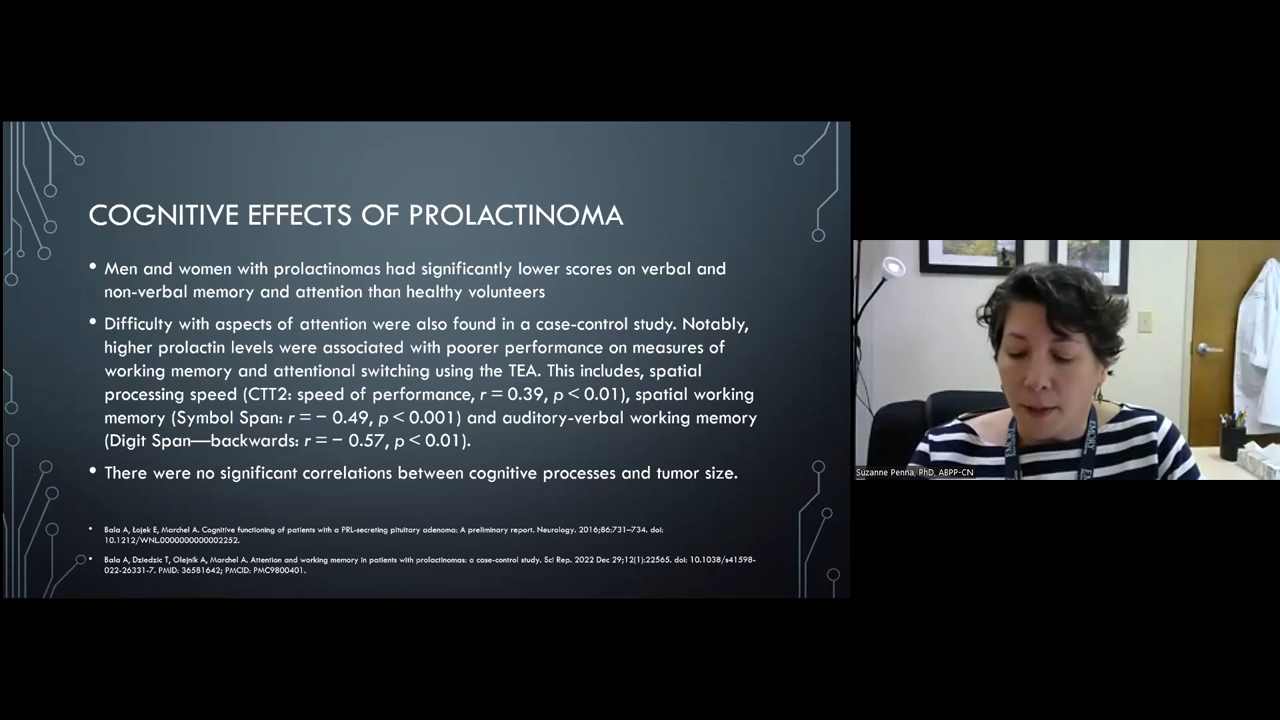 COGNITIVE EFFECTS OF PROLACTINOMA
• Men and women with prolactinomas had significantly lower scores on verbal and
non-verbal memory and attention than healthy volunteers
• Difficulty with aspects of attention were also found in a case-control study. Notably,
higher prolactin levels were associated with poorer performance on measures of
working memory and attentional switching using the TEA. This includes, spatial
processing speed (CTT2: speed of performance, r = 0.39, p < 0.01), spatial working
memory (Symbol Span: r = − 0.49, p < 0.001) and auditory-verbal working memory
(Digit Span—backwards: r = − 0.57, p < 0.01).
• There were no significant correlations between cognitive processes and tumor size.
• Bala A, Łojek E, Marchel A. Cognitive functioning of patients with a PRL-secreting pituitary adenoma: A preliminary report. Neurology. 2016;86:731–734. doi:
10.1212/WNL.0000000000002252.
• Bala A, Dziedzic T, Olejnik A, Marchel A. Attention and working memory in patients with prolactinomas: a case-control study. Sci Rep. 2022 Dec 29;12(1):22565. doi: 10.1038/s41598-
022-26331-7. PMID: 36581642; PMCID: PMC9800401.
EMORY
Suzanne Penna, PhD, ABPP-CN